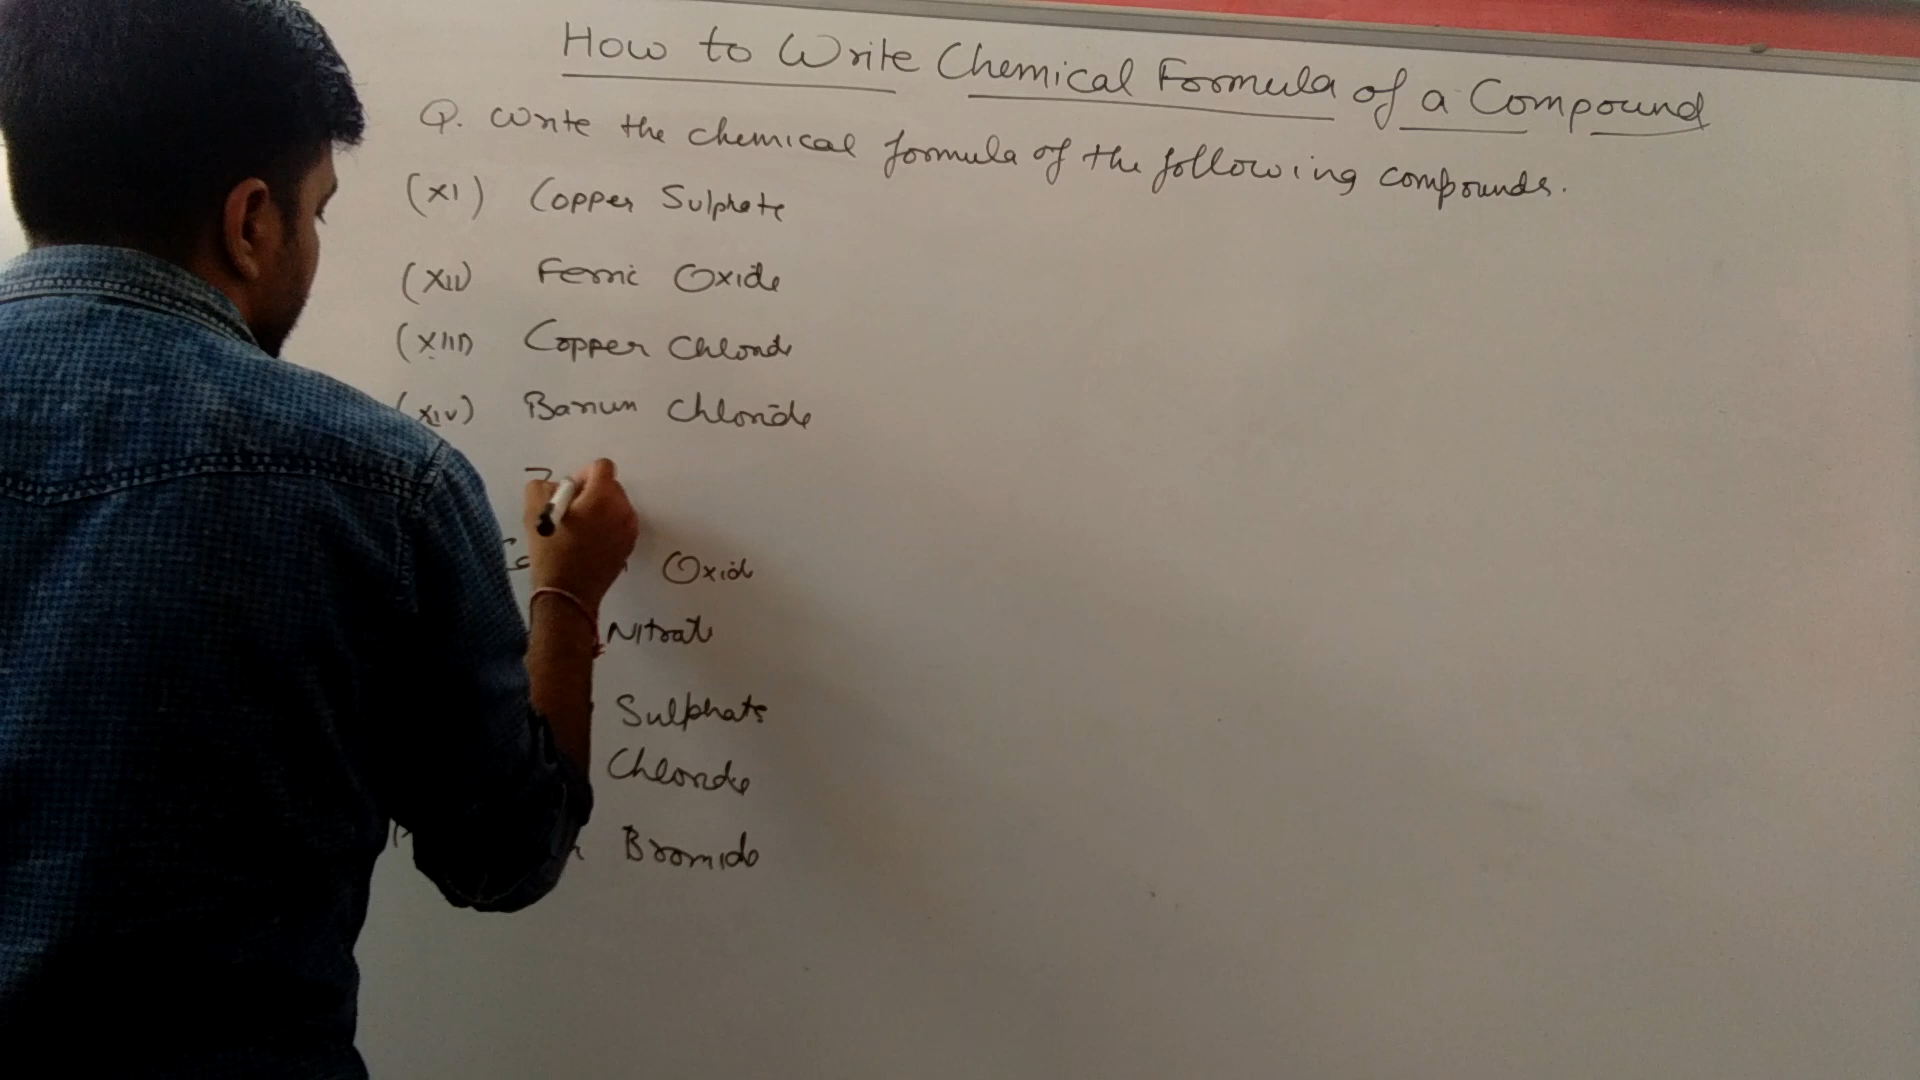 How to Write Chemical Formula of a Compound
Q. Write the chemical formula of the following compounds.
(XI) Copper Sulphate
(XII) Ferric Oxide
(XIII) Copper Chloride
(XIV) Barium Chloride
Oxide
Nitrate
Sulphate
Chloride
Bromide